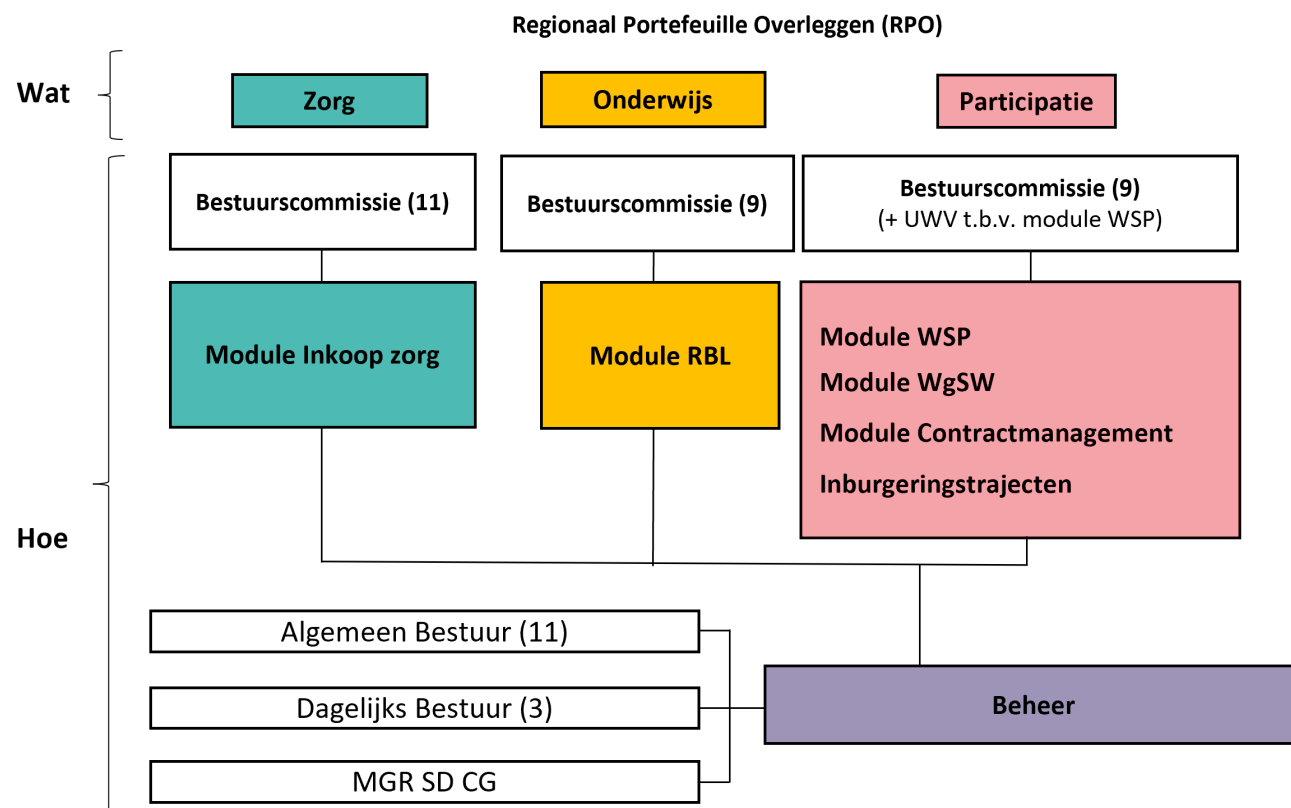 Regionaal Portefeuille Overleggen (RPO)
Wat
Zorg
Onderwijs
Participatie
Bestuurscommissie (11)
Bestuurscommissie (9)
Bestuurscommissie (9)
(+ UWV t.b.v. module WSP)
Module Inkoop zorg
Module RBL
Module WSP
Module WgSW
Module Contractmanagement
Inburgeringstrajecten
Hoe
Algemeen Bestuur (11)
Dagelijks Bestuur (3)
Beheer
MGR SD CG